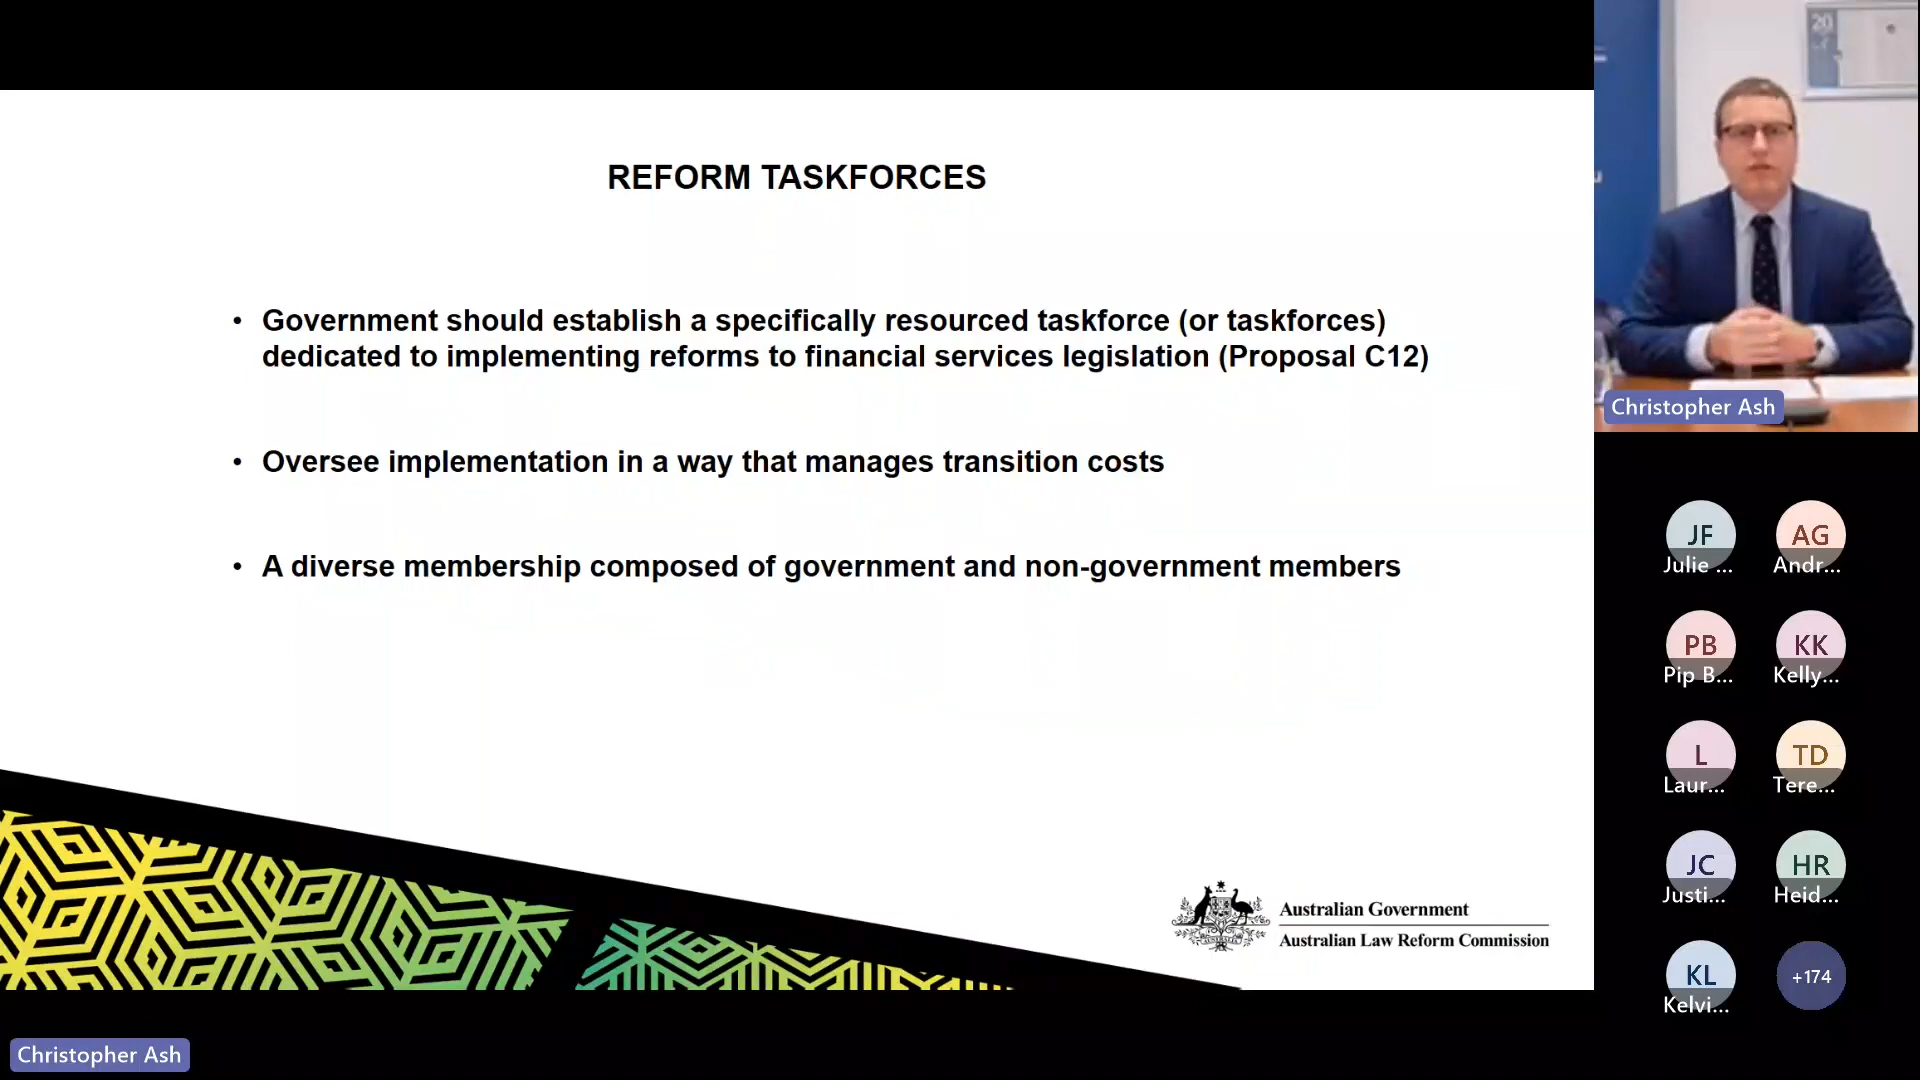 REFORM TASKFORCES
• Government should establish a specifically resourced taskforce (or taskforces)
dedicated to implementing reforms to financial services legislation (Proposal C12)
• Oversee implementation in a way that manages transition costs
• A diverse membership composed of government and non-government members
Australian Government
Australian Law Reform Commission
Christopher Ash
20
Christopher Ash
JF
Julie ...
AG
Andr...
PB
Pip B...
KK
Kelly...
L
Laur...
TD
Tere...
JC
Justi...
HR
Heid...
KL
Kelvi...
+174